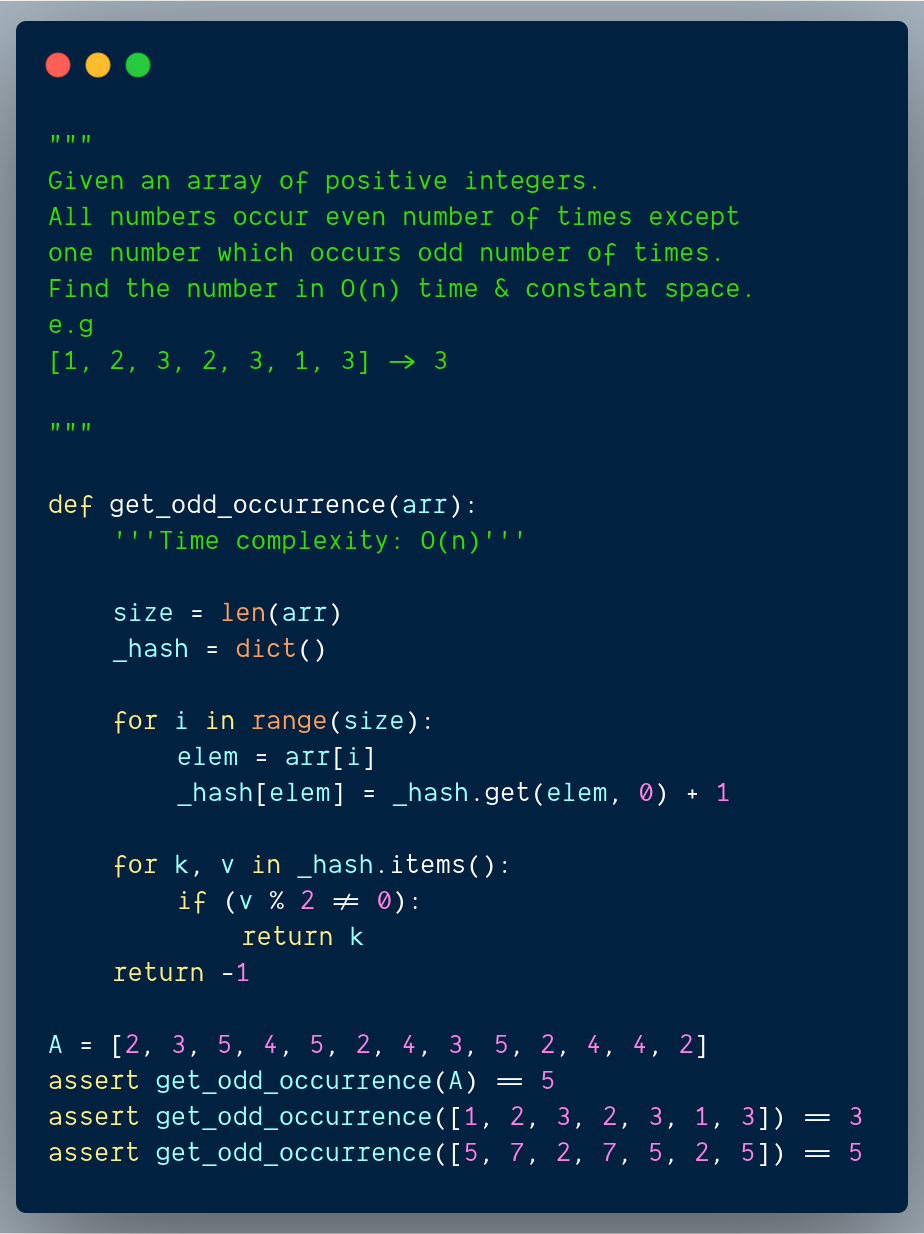 """
Given an array of positive integers.
All numbers occur even number of times except
one number which occurs odd number of times.
Find the number in O(n) time & constant space.
e.g
[1, 2, 3, 2, 3, 1, 3] → 3

"""

def get_odd_occurrence(arr):
    '''Time complexity: O(n)'''

    size = len(arr)
    _hash = dict()

    for i in range(size):
        elem = arr[i]
        _hash[elem] = _hash.get(elem, 0) + 1

    for k, v in _hash.items():
        if (v % 2 ≠ 0):
            return k
    return -1

A = [2, 3, 5, 4, 5, 2, 4, 3, 5, 2, 4, 4, 2]
assert get_odd_occurrence(A) == 5
assert get_odd_occurrence([1, 2, 3, 2, 3, 1, 3]) == 3
assert get_odd_occurrence([5, 7, 2, 7, 5, 2, 5]) == 5